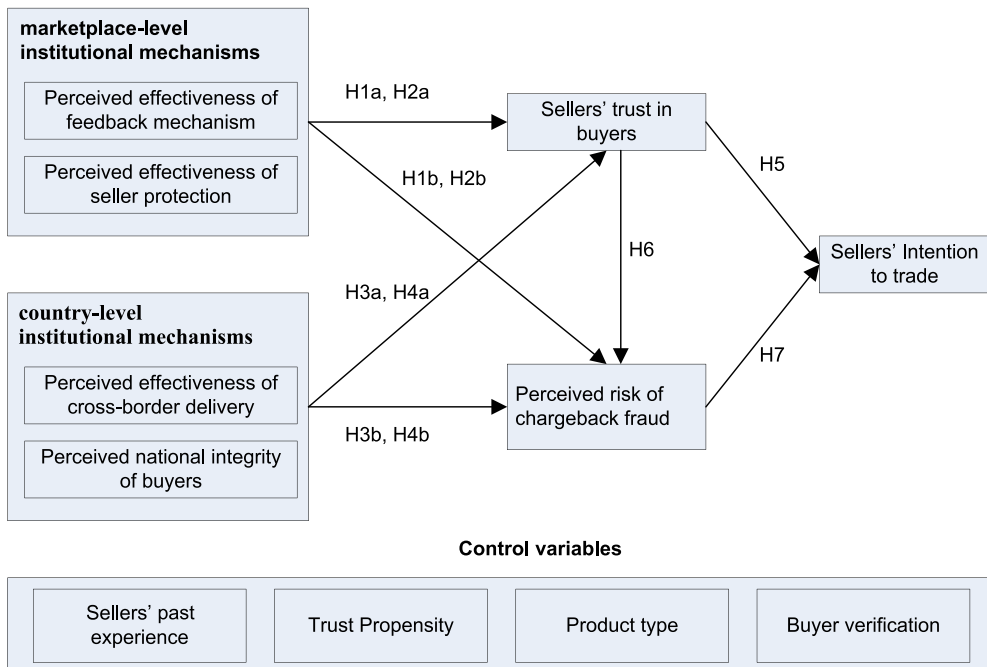 marketplace-level
institutional mechanisms
Perceived effectiveness of
feedback mechanism
Perceived effectiveness of
seller protection
H1a, H2a
H1b, H2b
Sellers' trust in
buyers
H5
H6
Sellers' Intention
to trade
country-level
institutional mechanisms
Perceived effectiveness of
cross-border delivery
Perceived national integrity
of buyers
H3a, H4a
H3b, H4b
Perceived risk of
chargeback fraud
H7
Control variables
Sellers' past
experience
Trust Propensity
Product type
Buyer verification